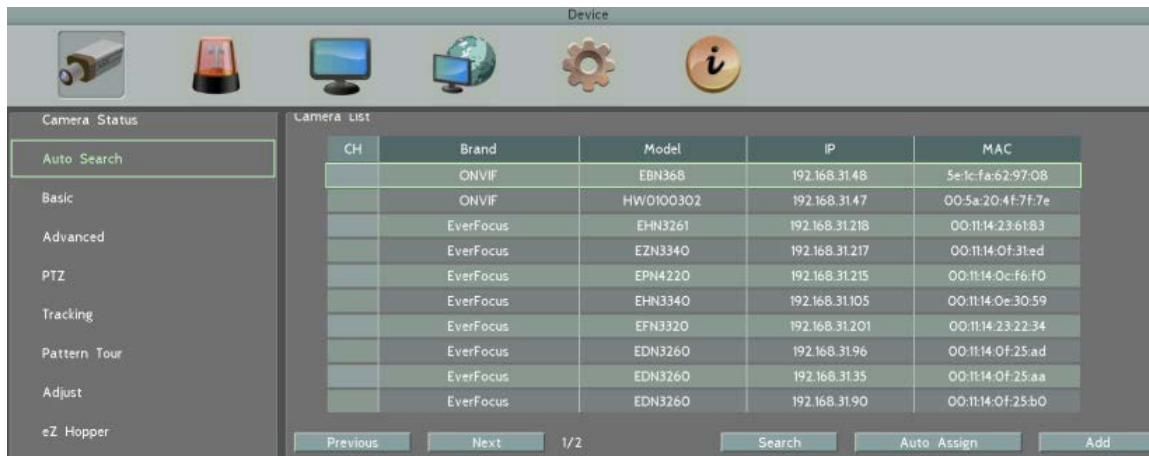 Device
Camera Status
Auto Search
Basic
Advanced
PTZ
Tracking
Pattern Tour
Adjust
eZ Hopper
Camera List
CH Brand Model IP MAC
ONVIF EBN368 192.168.31.48 5e:1c:fa:62:97:08
ONVIF HW0100302 192.168.31.47 00:5a:20:4f:7f:7e
EverFocus EHN3261 192.168.31.218 00:11:14:23:61:83
EverFocus EZN3340 192.168.31.217 00:11:14:0f:31:ed
EverFocus EPN4220 192.168.31.215 00:11:14:0c:f6:f0
EverFocus EHN3340 192.168.31.105 00:11:14:0e:30:59
EverFocus EFN3320 192.168.31.201 00:11:14:23:22:34
EverFocus EDN3260 192.168.31.96 00:11:14:0f:25:ad
EverFocus EDN3260 192.168.31.35 00:11:14:0f:25:aa
EverFocus EDN3260 192.168.31.90 00:11:14:0f:25:b0
Previous Next 1/2 Search Auto Assign Add